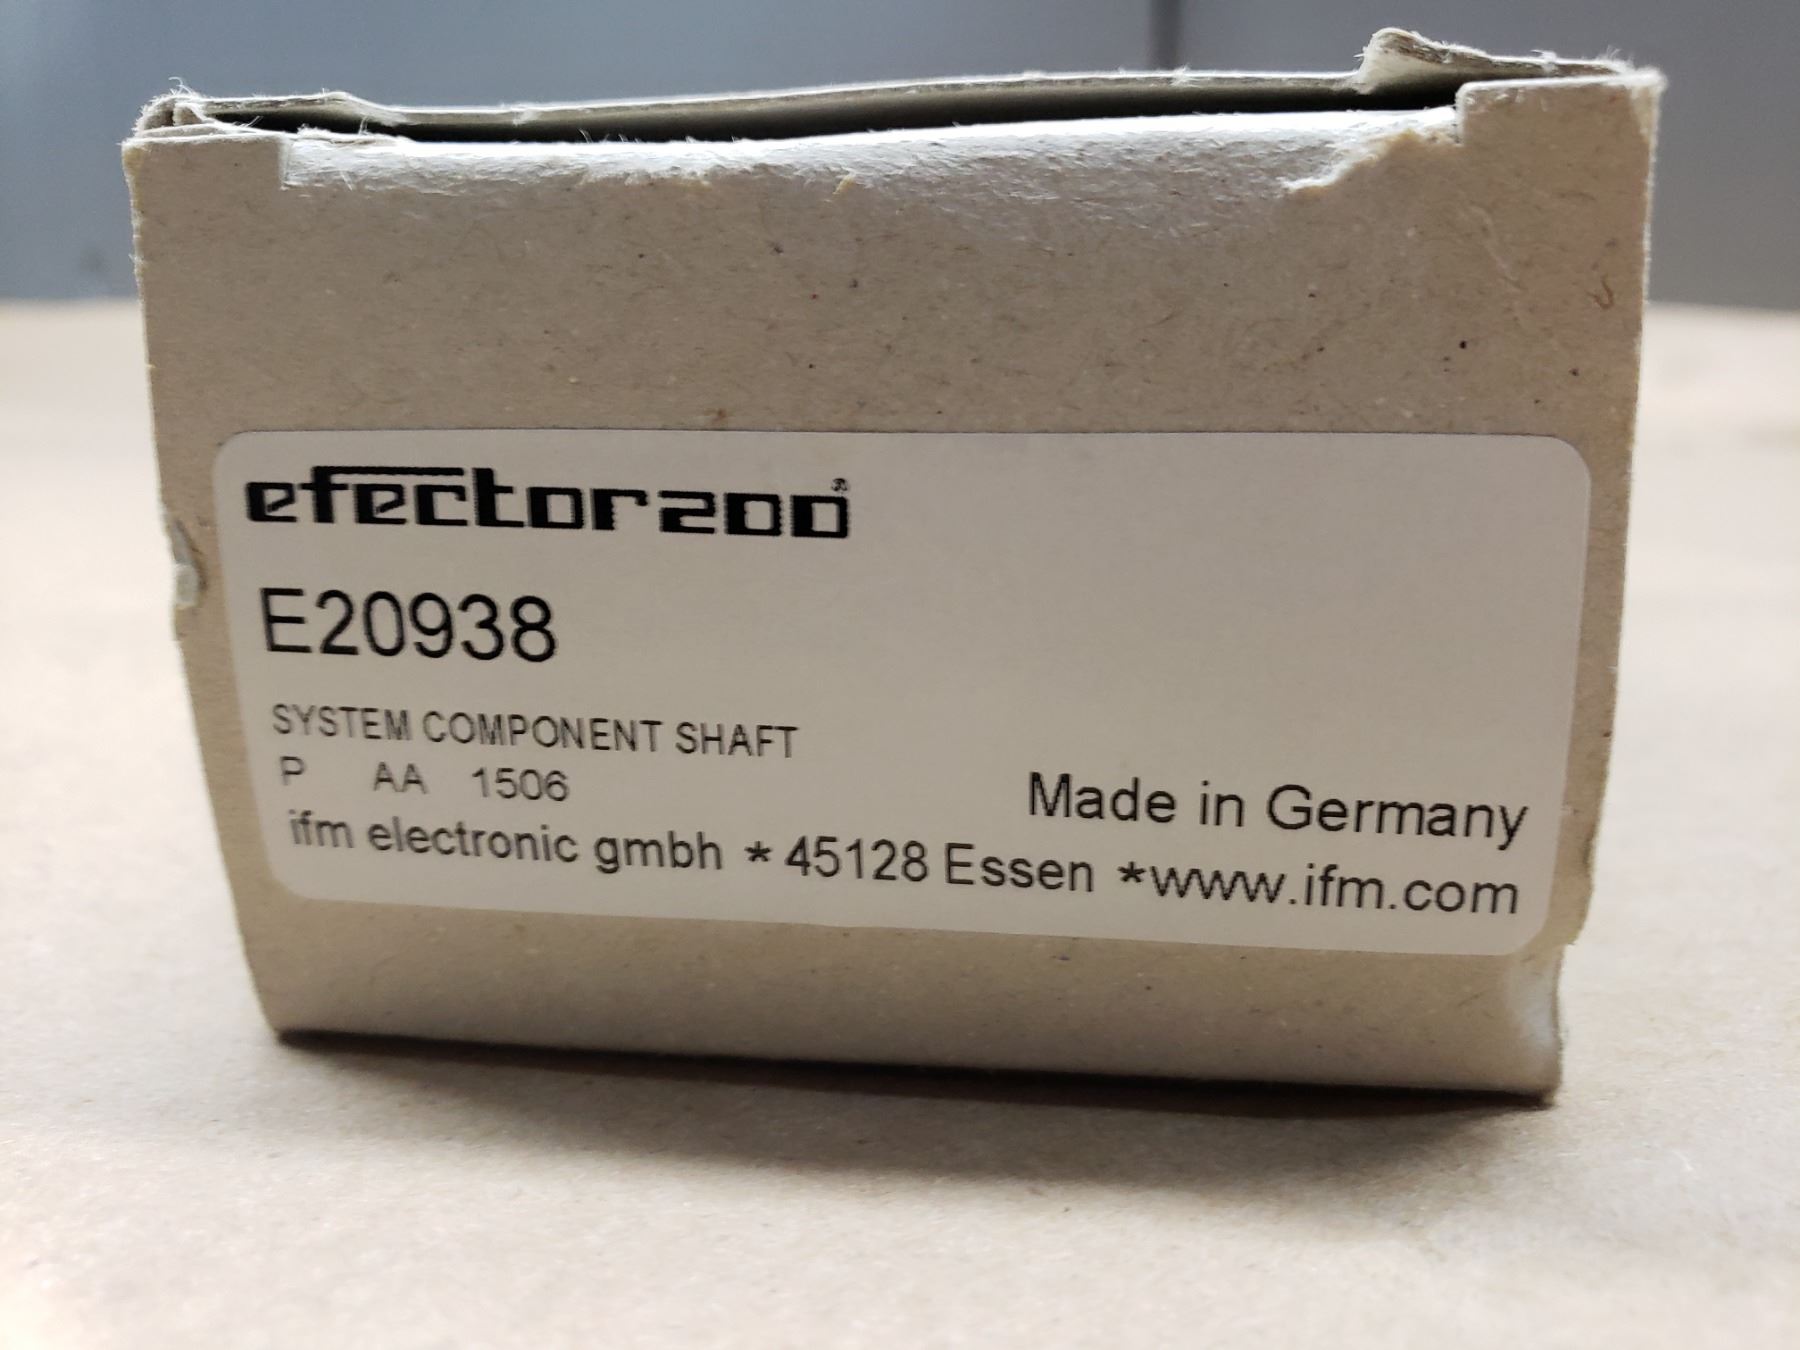 efector200®
E20938
SYSTEM COMPONENT SHAFT
P AA 1506
Made in Germany
ifm electronic gmbh * 45128 Essen *www.ifm.com